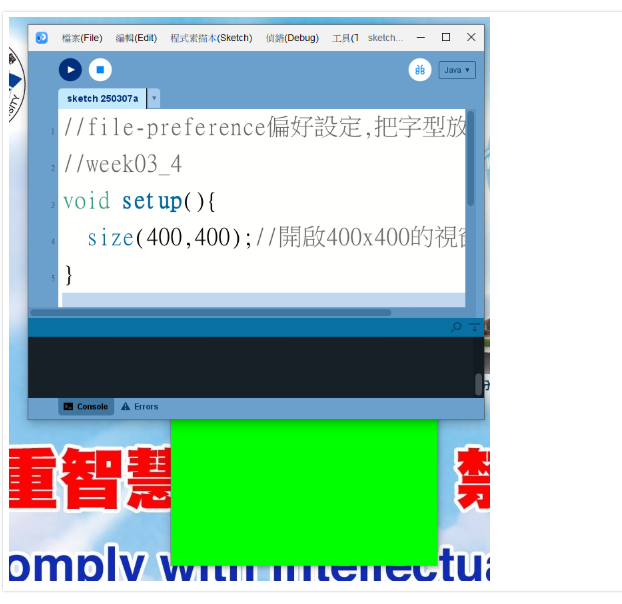 檔案(File) 編輯(Edit) 程式素描本(Sketch) 偵錯(Debug) 工具(T sketch...
Java
sketch 250307a
1 //file-preference偏好設定,把字型放
2 //week03_4
3 void setup(){
4 size(400,400);//開啟400x400的視窗
5 }
Console Errors
重智慧 禁
omply with Intellectua